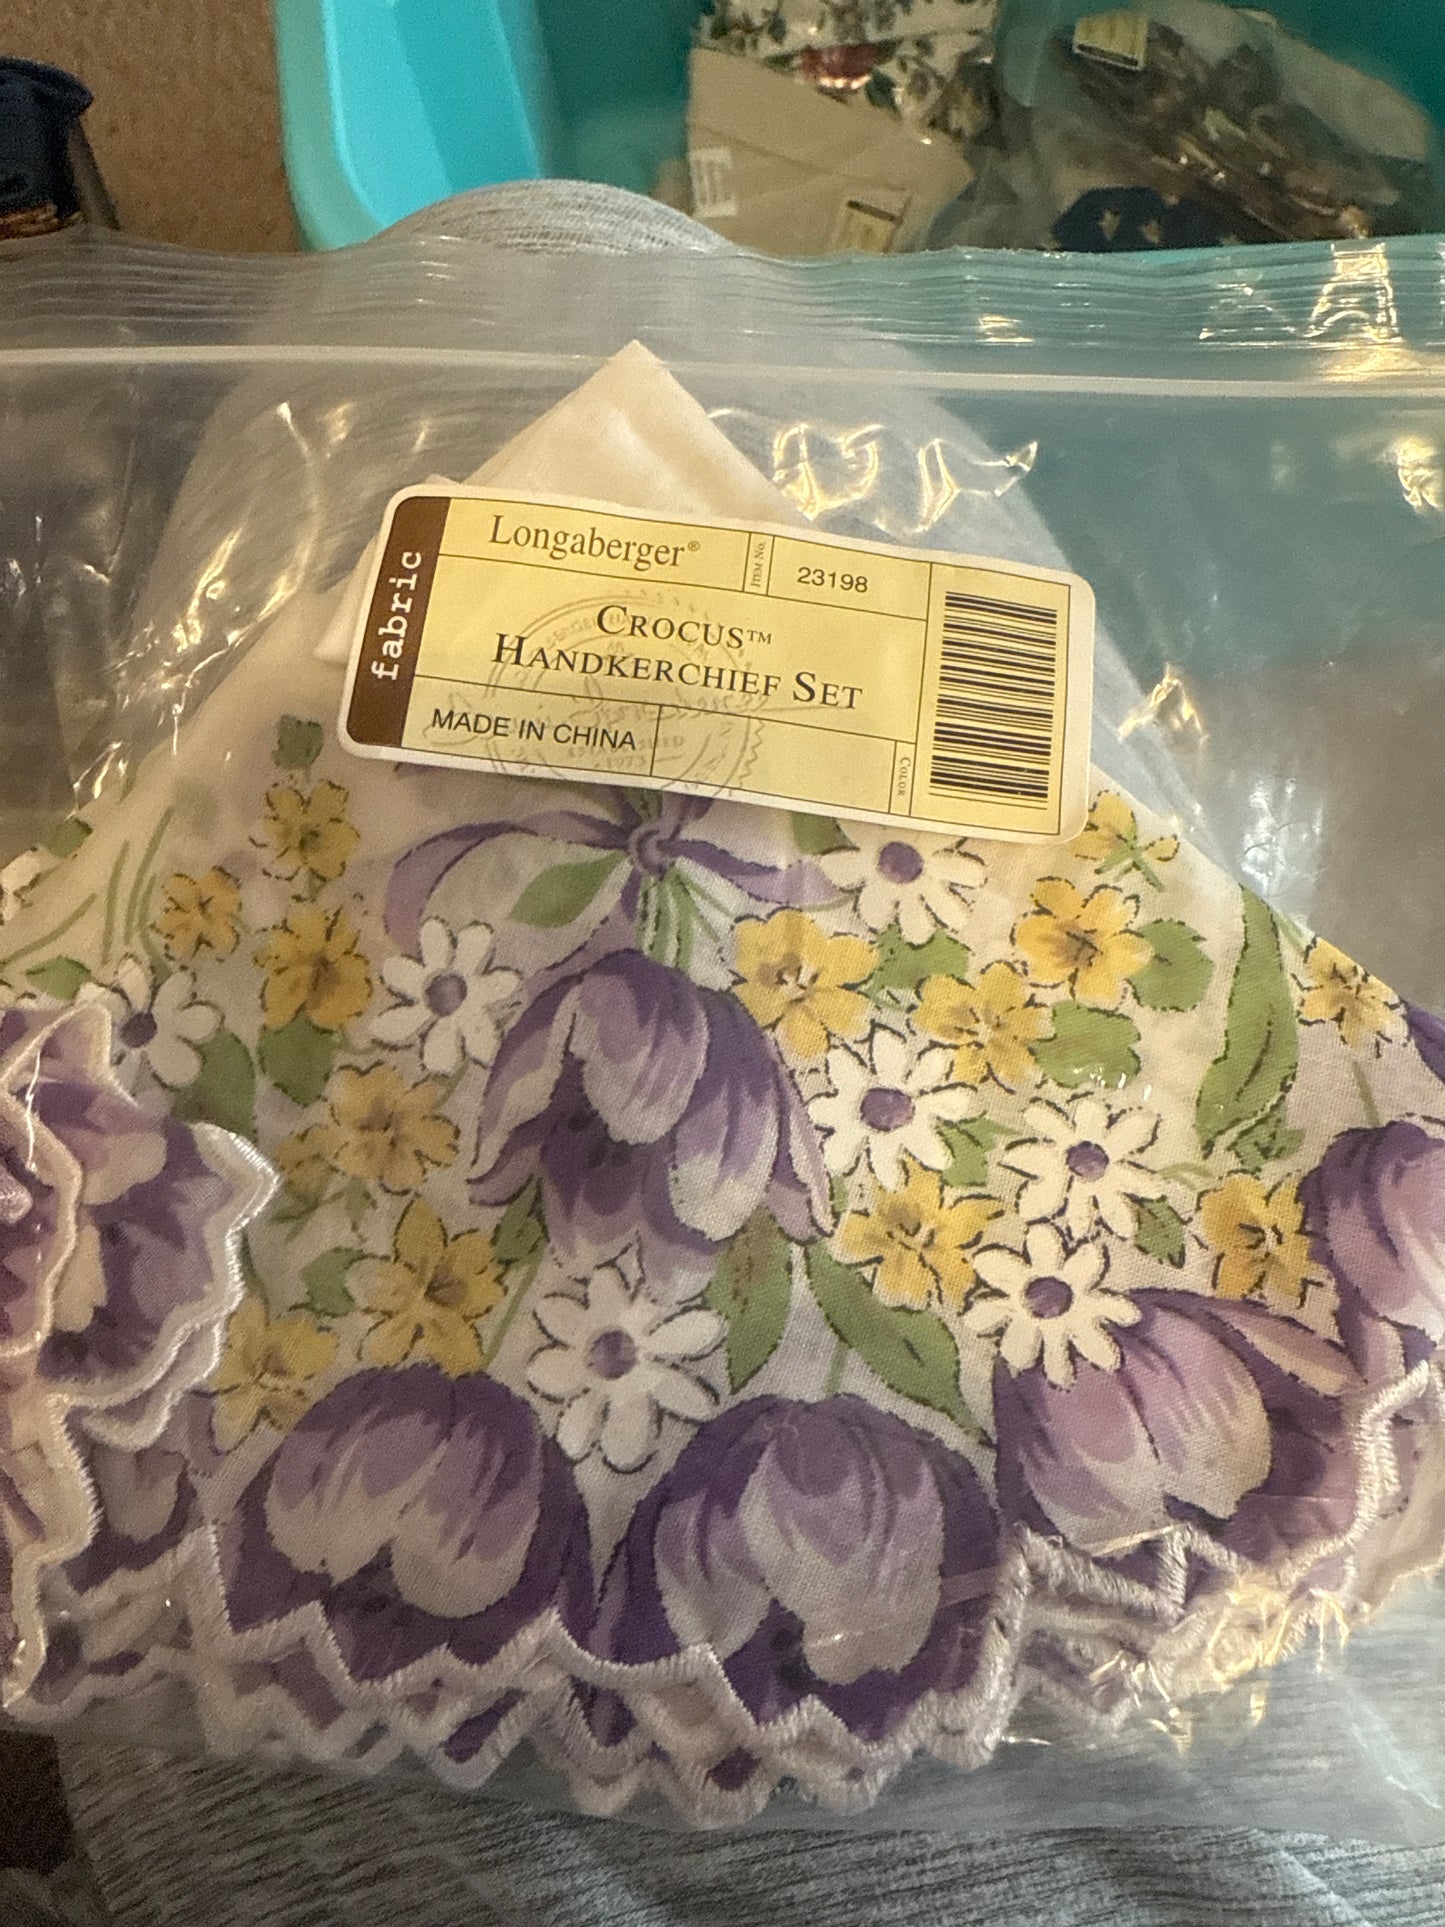 fabric
Longaberger®
ITEM NO.
23198
CROCUS™
HANDKERCHIEF SET
MADE IN CHINA
COLOR